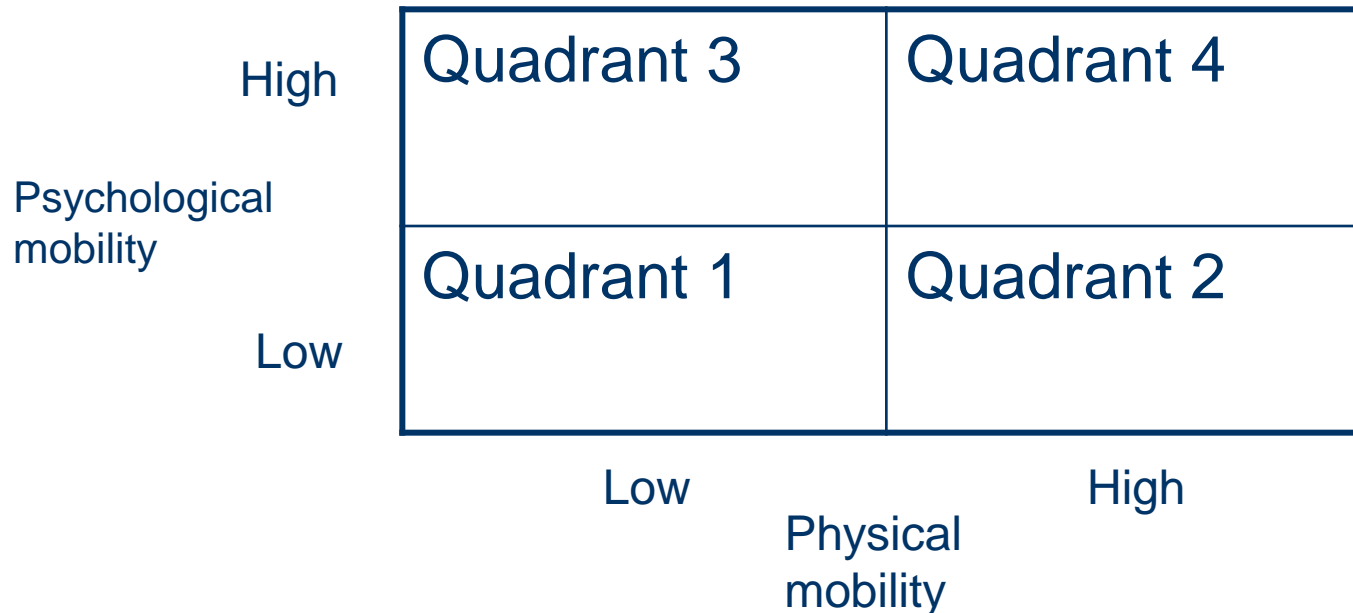 Quadrant 3
Quadrant 4
High
Psychological
mobility
Quadrant 1
Quadrant 2
Low
Low
High
Physical
mobility